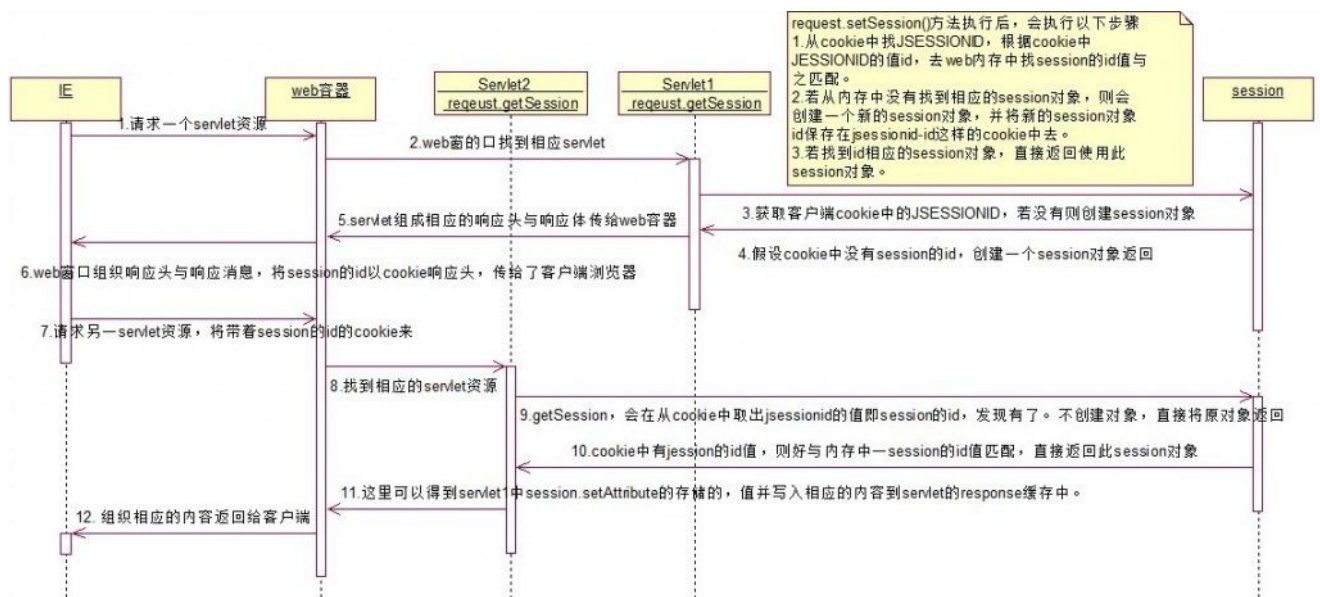 request.setSession()方法执行后，会执行以下步骤
1.从cookie中找JSESSIONID，根据cookie中
JESSIONID的值id，去web内存中找session的id值与
之匹配。
2.若从内存中没有找到相应的session对象，则会
创建一个新的session对象，并将新的session对象
id保存在jsessionid-id这样的cookie中去。
3.若找到id相应的session对象，直接返回使用此
session对象。
IE
web容器
Servlet2
reqeust.getSession
Servlet1
reqeust.getSession
session
1.请求一个servlet资源
2.web窗的口找到相应servlet
3.获取客户端cookie中的JSESSIONID，若没有则创建session对象
5.servlet组成相应的响应头与响应体传给web容器
4.假设cookie中没有session的id，创建一个session对象返回
6.web窗口组织响应头与响应消息，将session的id以cookie响应头，传给了客户端浏览器
7.请求另一servlet资源，将带着session的id的cookie来
8.找到相应的servlet资源
9.getSession，会在从cookie中取出jsessionid的值即session的id，发现有了。不创建对象，直接将原对象返回
10.cookie中有jession的id值，则好与内存中一session的id值匹配，直接返回此session对象
11.这里可以得到servlet1中session.setAttribute的存储的，值并写入相应的内容到servlet的response缓存中。
12. 组织相应的内容返回给客户端